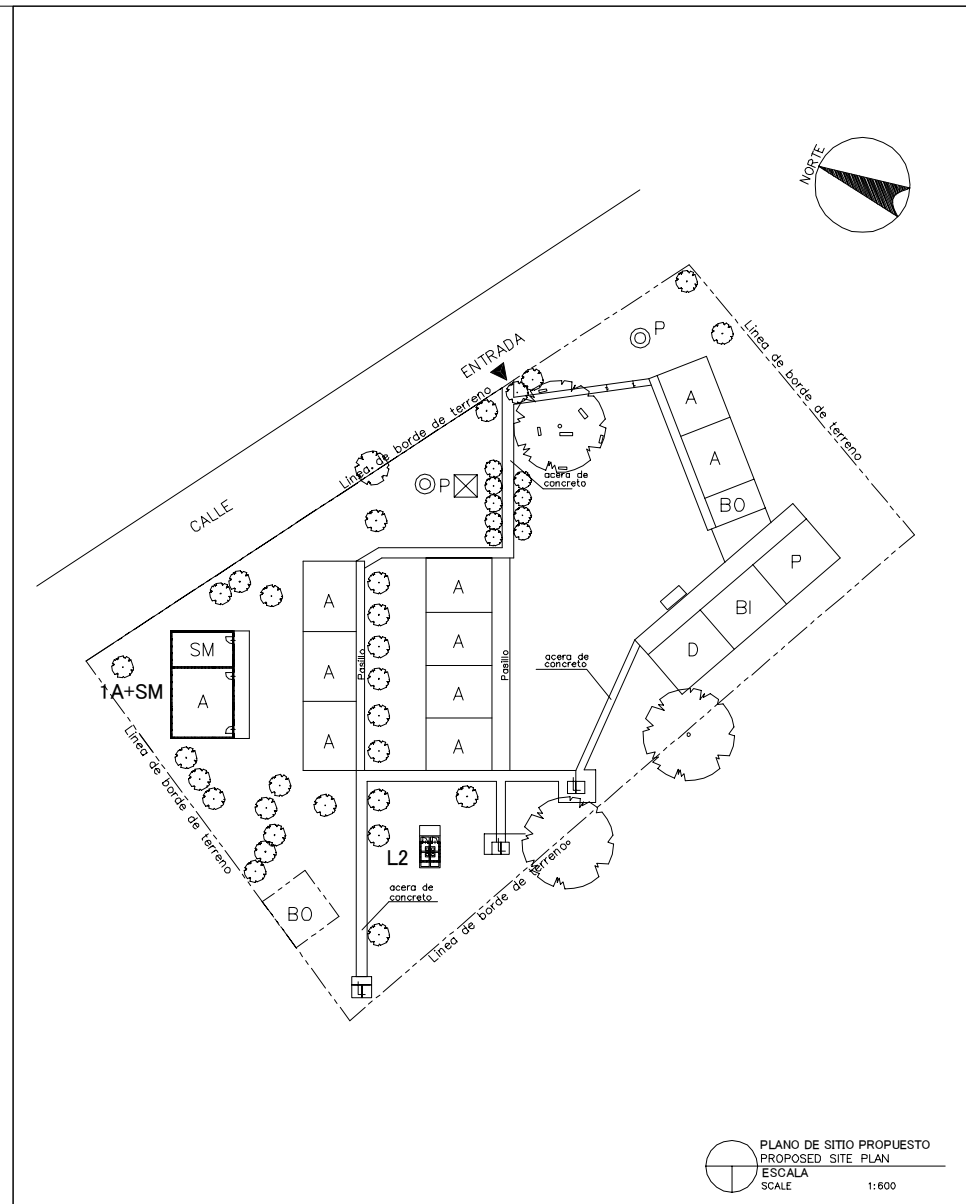 NORTE
Linea de borde de terreno
P
ENTRADA
A
Linea de borde de terreno
A
acera de
concreto
P
BO
CALLE
P
BI
A
A
D
SM
A
A
Pasillo
Pasillo
acera de
concreto
1A+SM
A
A
A
A
Linea de borde de terreno
L
L2
L
Linea de borde de terreno
acera de
concreto
BO
L
PLANO DE SITIO PROPUESTO
PROPOSED SITE PLAN
ESCALA
SCALE 1:600